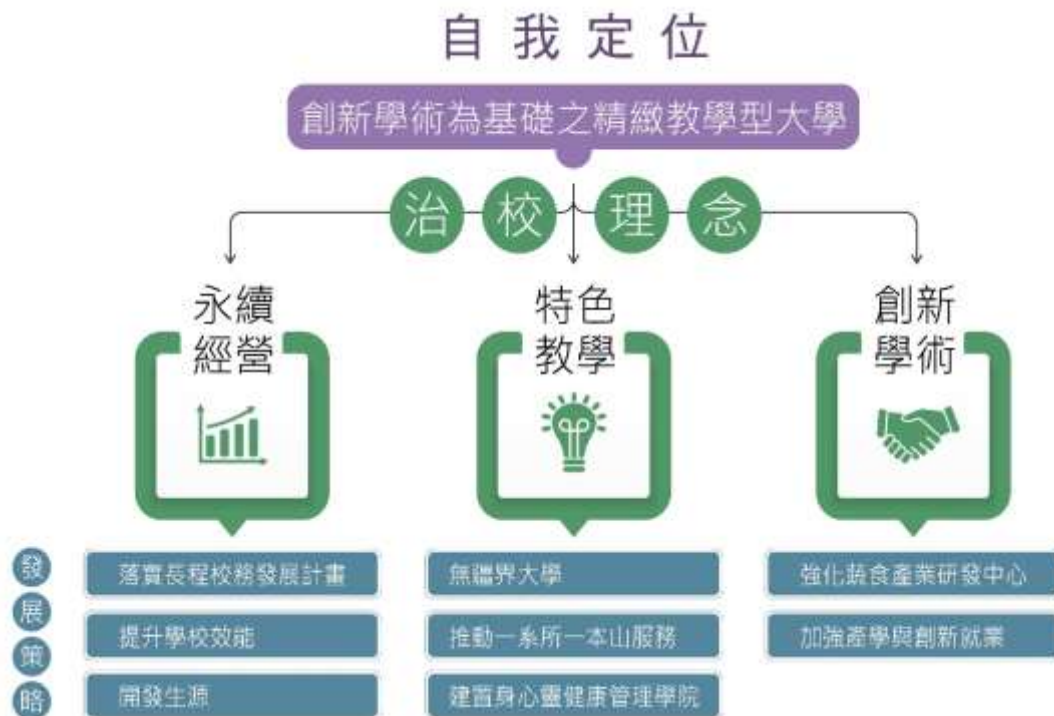 自我定位
創新學術為基礎之精緻教學型大學
治校理念
永續
經營
特色
教學
創新
學術
發展策略
落實長程校務發展計畫
提升學校效能
開發生源
無疆界大學
推動一系所一本山服務
建置身心靈健康管理學院
強化蔬食產業研發中心
加強產學與創新就業